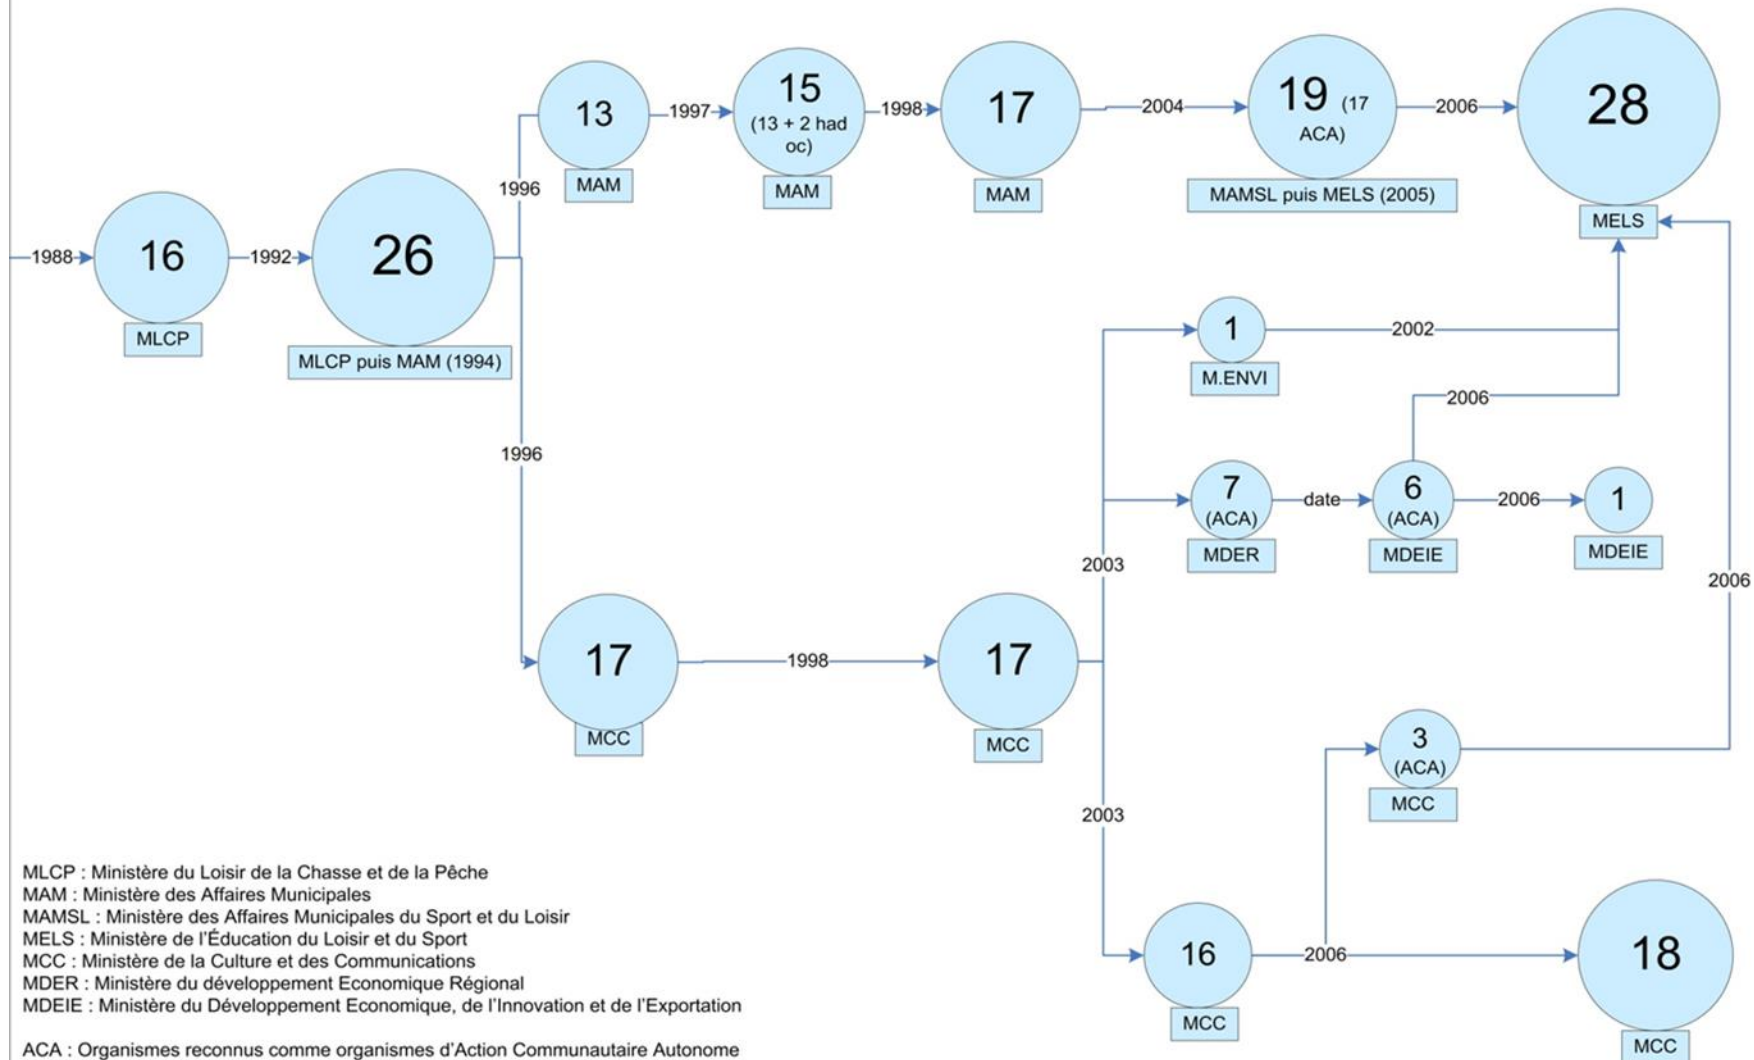 1988
16
MLCP
1992
26
MLCP puis MAM (1994)
1996
13
MAM
1997
15
(13 + 2 had
oc)
MAM
1998
17
MAM
2004
19 (17
ACA)
MAMSL puis MELS (2005)
2006
28
MELS
1996
17
MCC
1998
17
MCC
2003
1
M.ENVI
2002
7
(ACA)
MDER
date
6
(ACA)
MDEIE
2006
2006
1
MDEIE
2003
16
MCC
2006
3
(ACA)
MCC
2006
18
MCC
MLCP : Ministère du Loisir de la Chasse et de la Pêche
MAM : Ministère des Affaires Municipales
MAMSL : Ministère des Affaires Municipales du Sport et du Loisir
MELS : Ministère de l'Éducation du Loisir et du Sport
MCC : Ministère de la Culture et des Communications
MDER : Ministère du développement Economique Régional
MDEIE : Ministère du Développement Economique, de l'Innovation et de l'Exportation
ACA : Organismes reconnus comme organismes d'Action Communautaire Autonome